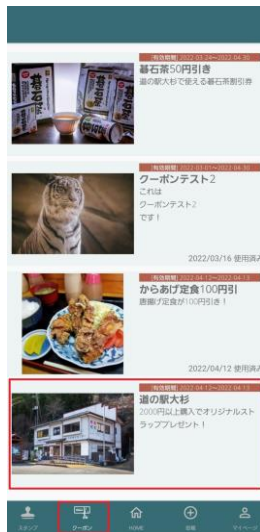 [有効期間] 2022-03-24～2022-04-30
碁石茶50円引き
道の駅大杉で使える碁石茶割引券
[有効期間] 2022-03-01～2022-04-30
クーポンテスト2
これは
クーポンテスト2
です！
2022/03/16 使用済み
[有効期間] 2022-04-12～2022-04-13
からあげ定食100円引
唐揚げ定食が100円引き！
2022/04/12 使用済み
[有効期間] 2022-04-12～2022-04-13
道の駅大杉
2000円以上購入でオリジナルスト
ラッププレゼント！
スタンプ
クーポン
HOME
マイページ